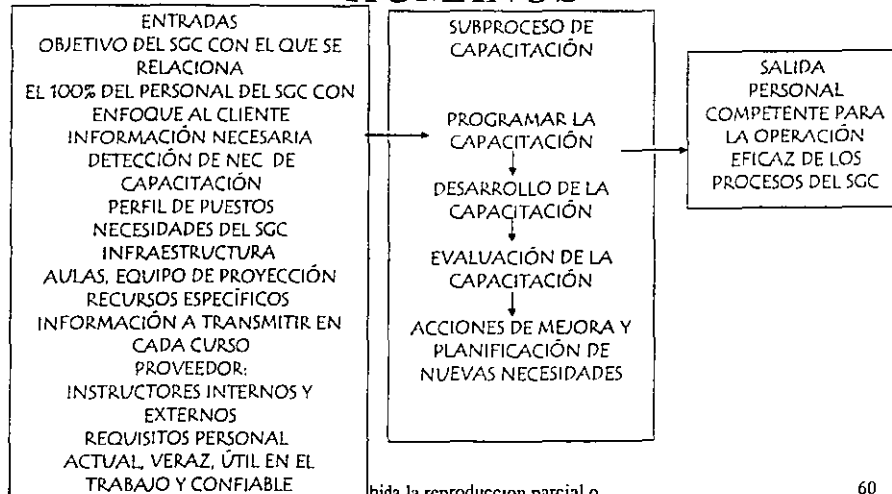 ENTRADAS
OBJETIVO DEL SGC CON EL QUE SE
RELACIONA
EL 100% DEL PERSONAL DEL SGC CON
ENFOQUE AL CLIENTE
INFORMACIÓN NECESARIA
DETECCIÓN DE NEC DE
CAPACITACIÓN
PERFIL DE PUESTOS
NECESIDADES DEL SGC
INFRAESTRUCTURA
AULAS, EQUIPO DE PROYECCIÓN
RECURSOS ESPECÍFICOS
INFORMACIÓN A TRANSMITIR EN
CADA CURSO
PROVEEDOR:
INSTRUCTORES INTERNOS Y
EXTERNOS
REQUISITOS PERSONAL
ACTUAL, VERAZ, ÚTIL EN EL
TRABAJO Y CONFIABLE
SUBPROCESO DE
CAPACITACIÓN
PROGRAMAR LA
CAPACITACIÓN
DESARROLLO DE LA
CAPACITACIÓN
EVALUACIÓN DE LA
CAPACITACIÓN
ACCIONES DE MEJORA Y
PLANIFICACIÓN DE
NUEVAS NECESIDADES
SALIDA
PERSONAL
COMPETENTE PARA
LA OPERACIÓN
EFICAZ DE LOS
PROCESOS DEL SGC
la reproduccion parcial o
60